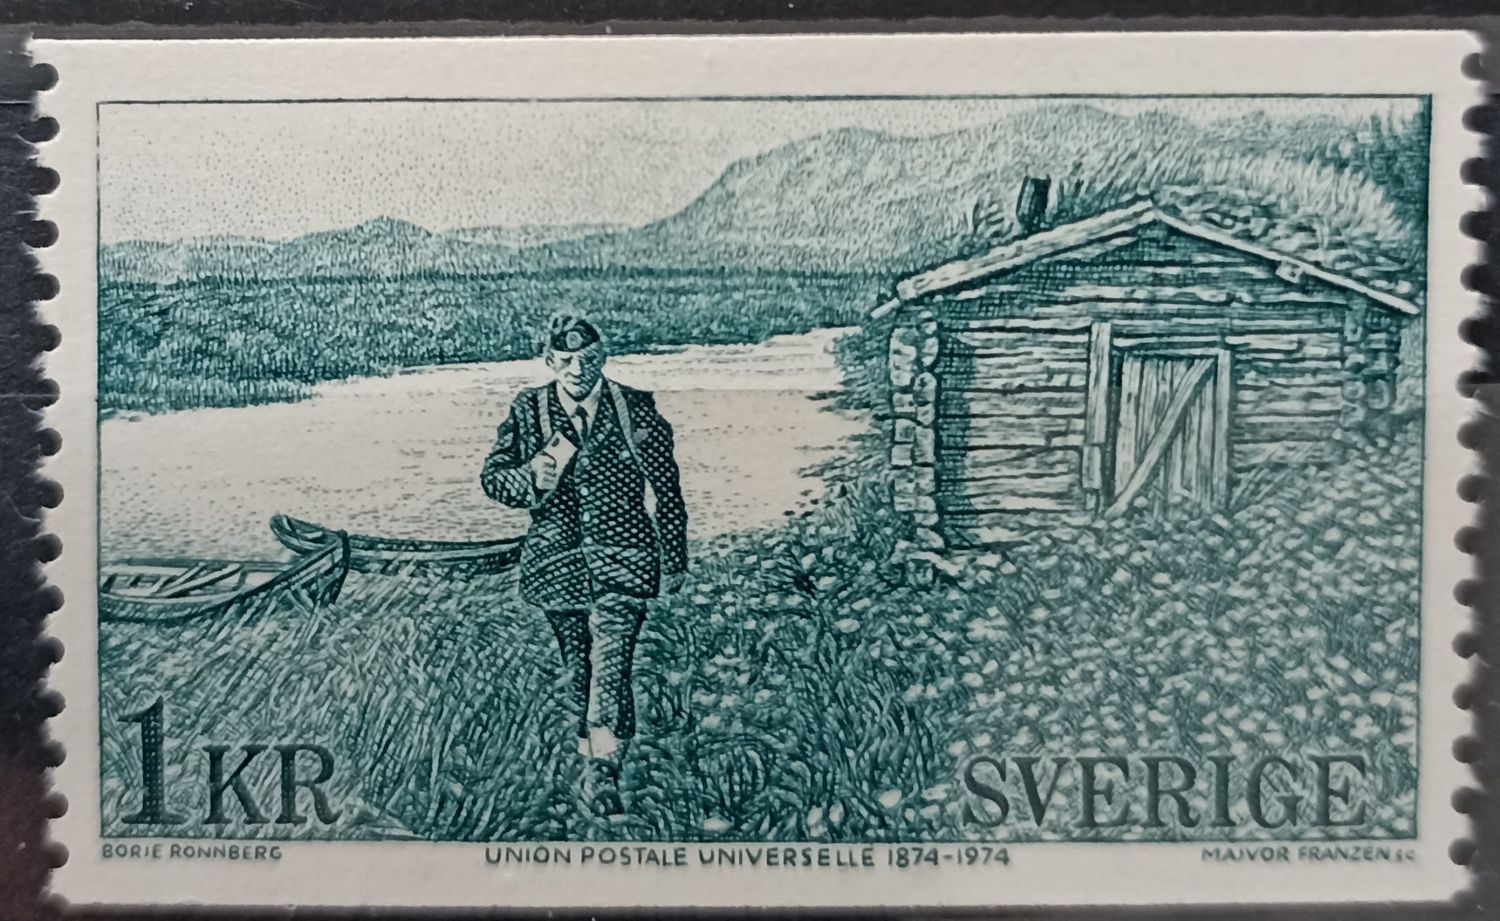 1 KR
SVERIGE
BORJE RONNBERG
UNION POSTALE UNIVERSELLE 1874-1974
MAJVOR FRANZEN SC